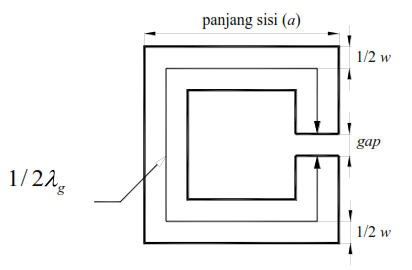 panjang sisi (a)
1/2 w
gap
1/2λg
1/2 w